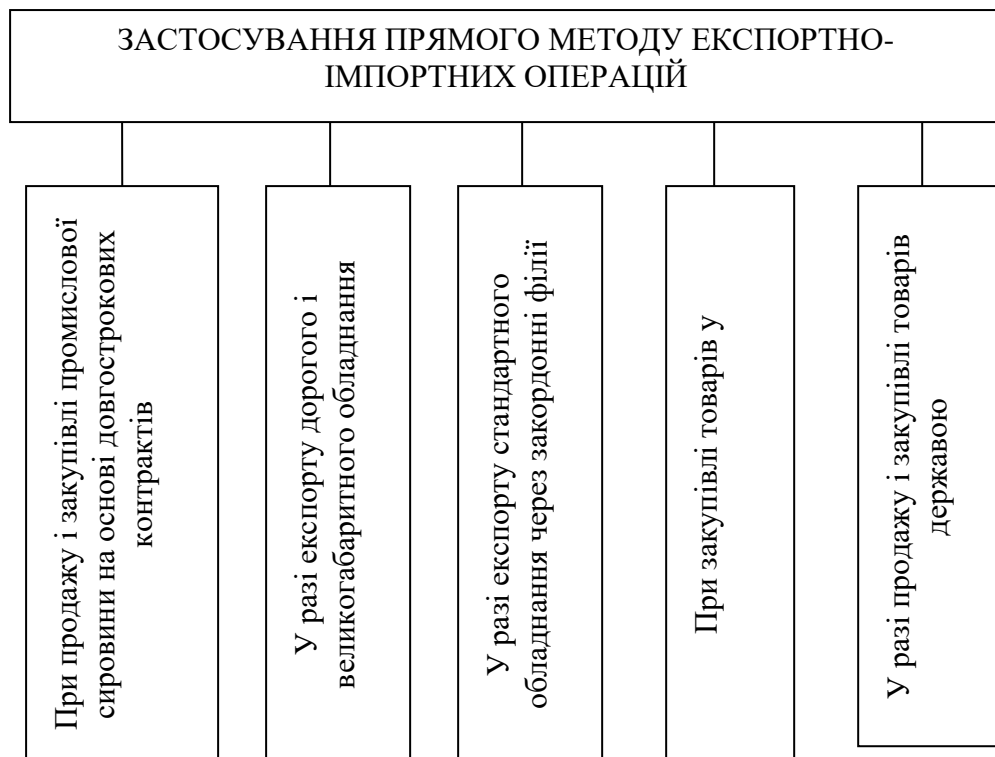 ЗАСТОСУВАННЯ ПРЯМОГО МЕТОДУ ЕКСПОРТНО-
ІМПОРТНИХ ОПЕРАЦІЙ
При продажу і закупівлі промислової
сировини на основі довгострокових
контрактів
У разі експорту дорогого і
великогабаритного обладнання
У разі експорту стандартного
обладнання через закордонні філії
При закупівлі товарів у
У разі продажу і закупівлі товарів
державою